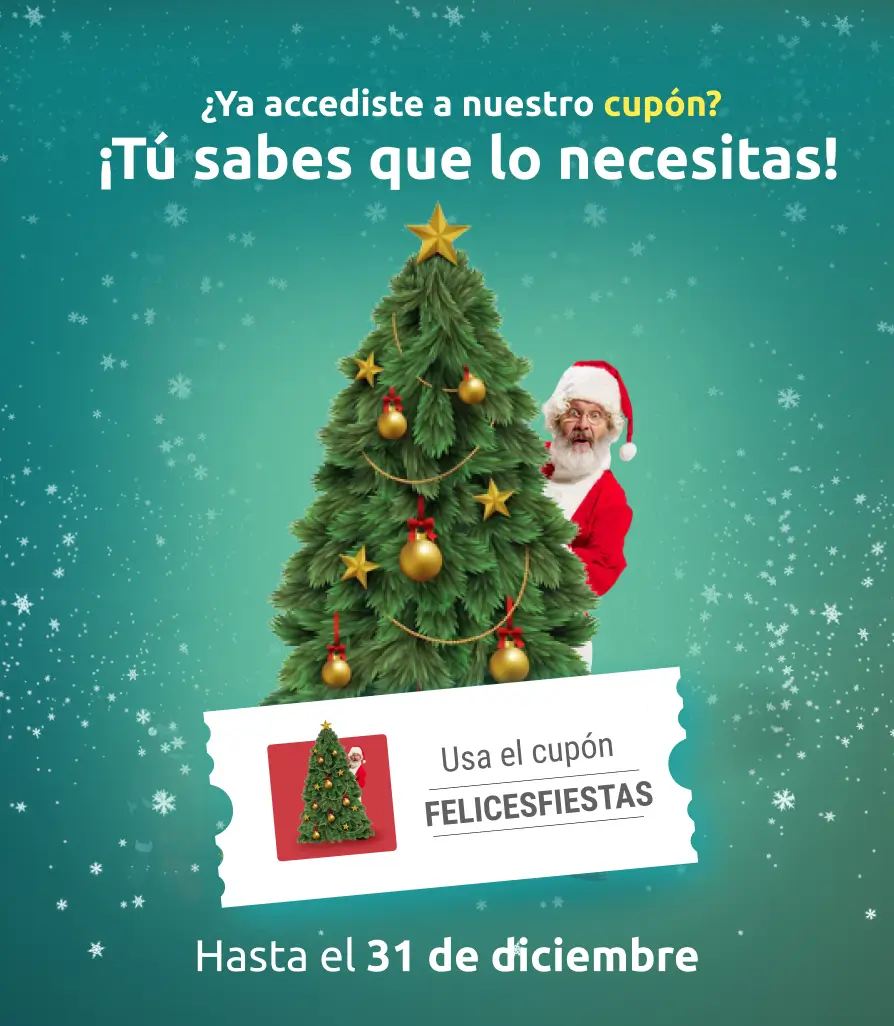 ¿Ya accediste a nuestro cupón?
¡Tú sabes que lo necesitas!
Usa el cupón
FELICESFIESTAS
Hasta el 31 de diciembre